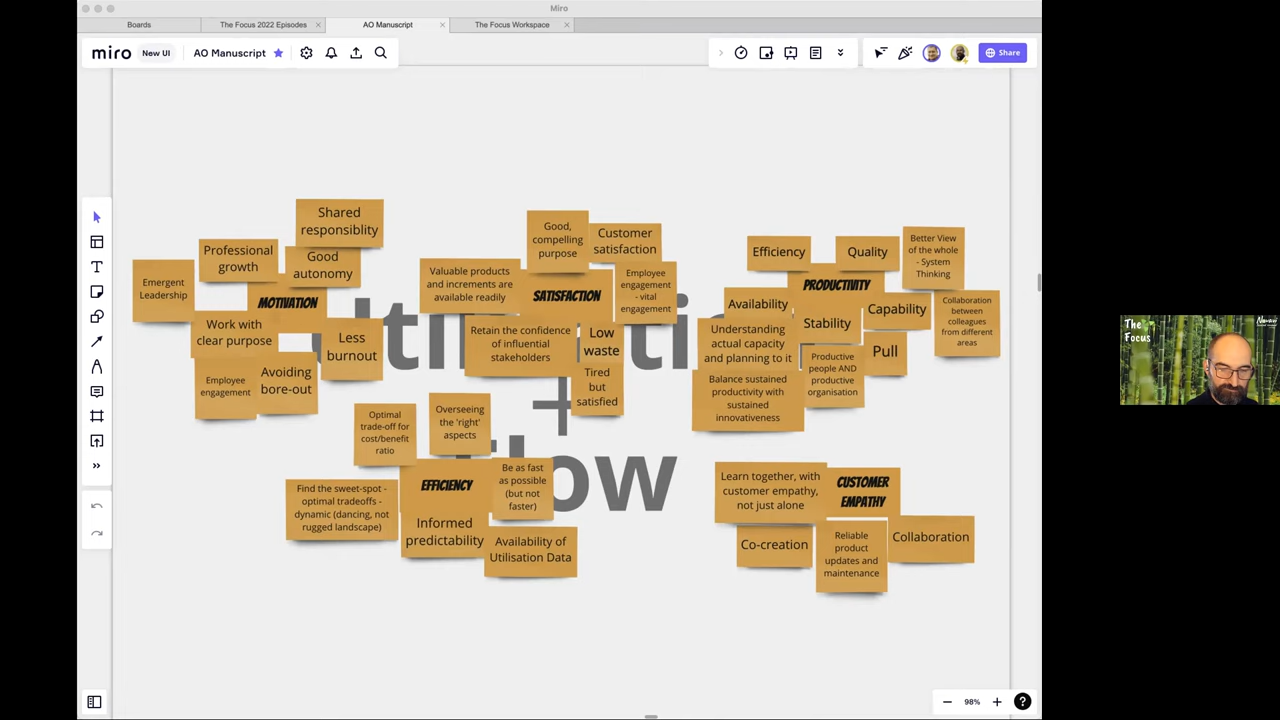 Miro
Boards
The Focus 2022 Episodes
AO Manuscript
The Focus Workspace
miro
New UI
AO Manuscript
Share
Shared
responsiblity
Professional
growth
Good
autonomy
Emergent
Leadership
MOTIVATION
Work with
clear purpose
Less
burnout
Employee
engagement
Avoiding
bore-out
Good,
compelling
purpose
Customer
satisfaction
Valuable products
and increments are
available readily
SATISFACTION
Employee
engagement
- vital
engagement
Retain the confidence
of influential
stakeholders
Low
waste
Tired
but
satisfied
Efficiency
Quality
Better View
of the whole
- System
Thinking
PRODUCTIVITY
Availability
Stability
Capability
Collaboration
between
colleagues
from different
areas
Understanding
actual capacity
and planning to it
Productive
people AND
productive
organisation
Pull
Balance sustained
productivity with
sustained
innovativeness
+
Optimal
trade-off for
cost/benefit
ratio
Overseeing
the 'right'
aspects
EFFICIENCY
Be as fast
as possible
(but not
faster)
Find the sweet-spot -
optimal tradeoffs -
dynamic (dancing, not
rugged landscape)
Informed
predictability
Availability of
Utilisation Data
Learn together, with
customer empathy,
not just alone
CUSTOMER
EMPATHY
Co-creation
Reliable
product
updates and
maintenance
Collaboration
98%
The
Focus